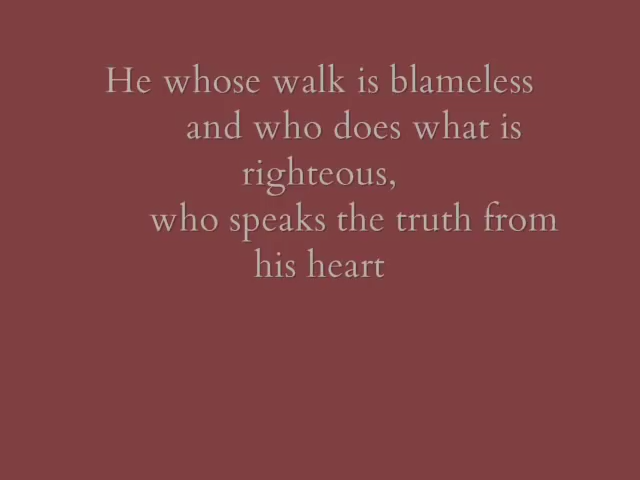 He whose walk is blameless
and who does what is
righteous,
who speaks the truth from
his heart